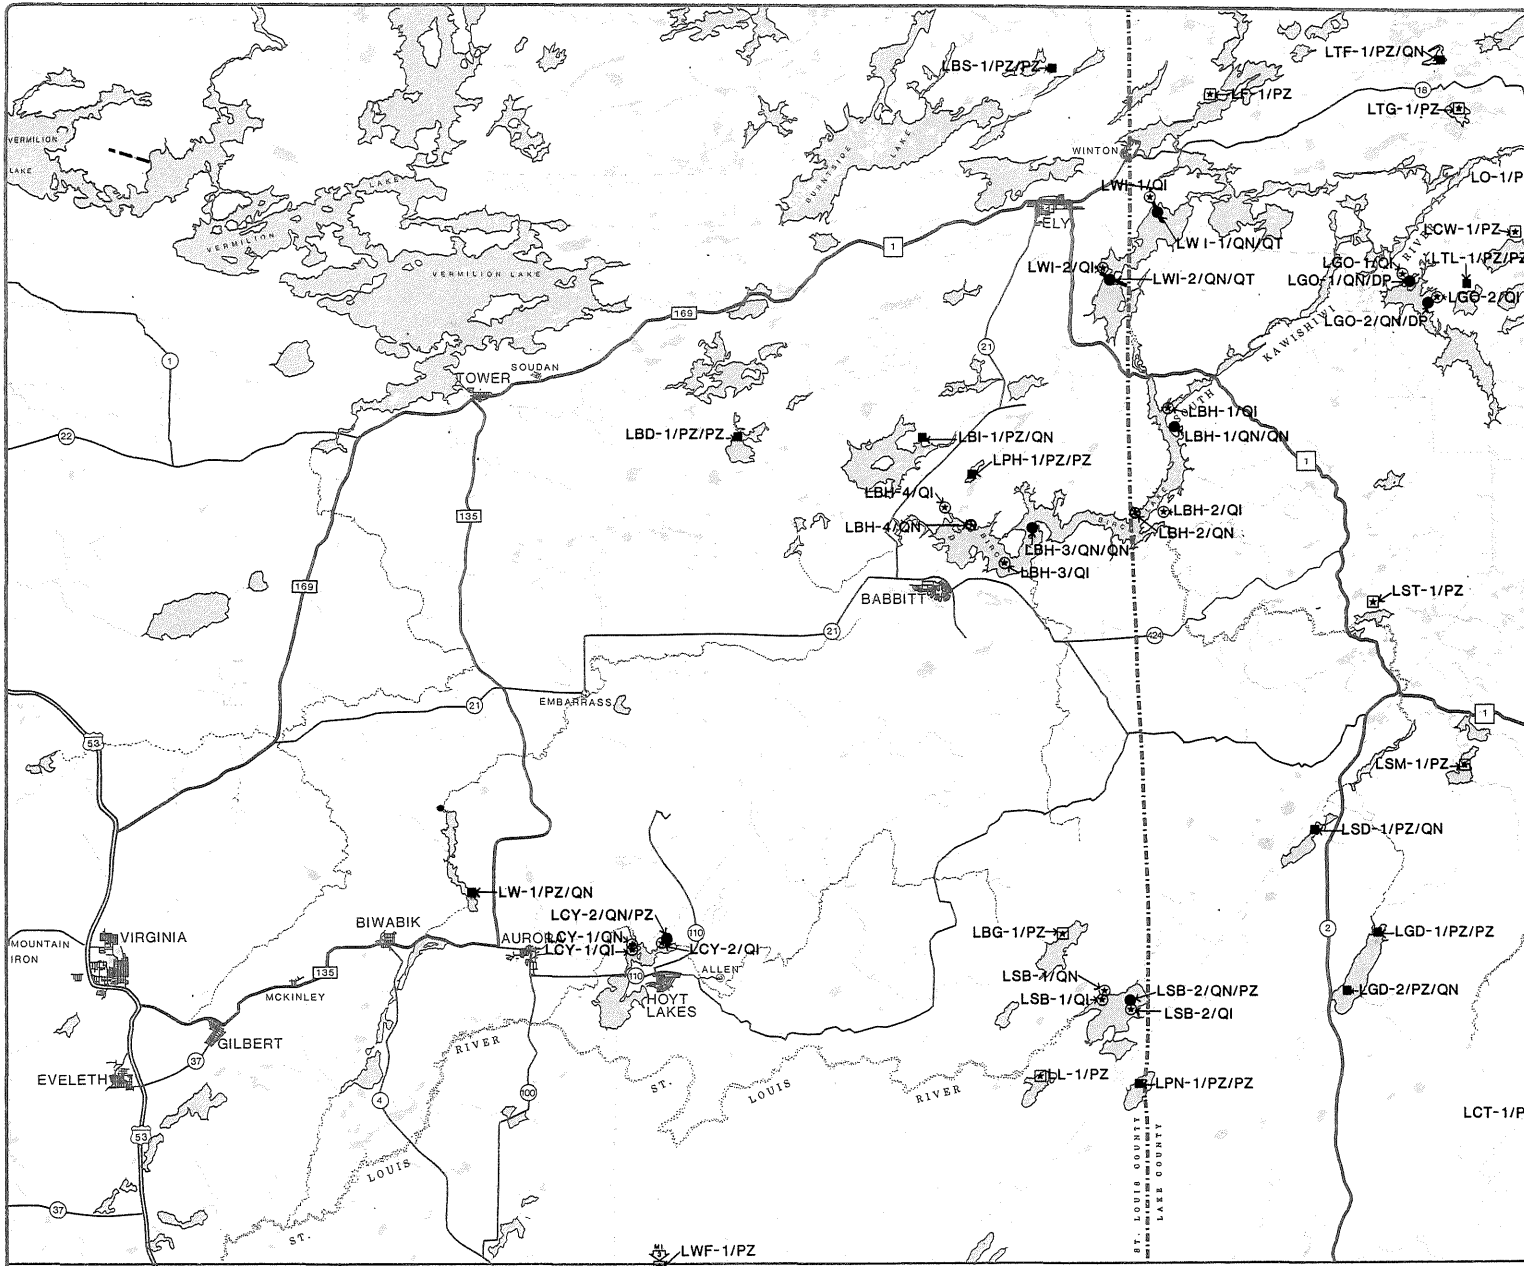 LBS-1/PZ/PZ
LTF-1/PZ/QN
LF-1/PZ
18
LTG-1/PZ
VERMILION
LAKE
BURNTSIDE LAKE
WINTON
LAKE
VERMILION
LWI-1/QI
LO-1/P
ELY
LCW-1/PZ
RIVER
1
LW I-1/QN/QT
VERMILION LAKE
LWI-2/QI
LWI-2/QN/QT
LGO-1/QI
LTL-1/PZ/PZ
LGO-1/QN/DP
LGO-2/QI
LGO-2/QN/DP
169
KAWISHIWI
21
1
SOUDAN
TOWER
SOUTH
LBH-1/QI
22
LBD-1/PZ/PZ
LBI-1/PZ/QN
LBH-1/QN/QN
LPH-1/PZ/PZ
1
LBH-4/QI
LAKE
135
LBH-4/QN
BIRCH
LBH-2/QI
LBH-2/QN
BIRCH
LBH-3/QN/QN
LBH-3/QI
169
BABBITT
LST-1/PZ
21
424
EMBARRASS
21
53
1
LSM-1/PZ
LSD-1/PZ/QN
LW-1/PZ/QN
LCY-2/QN/PZ
BIWABIK
110
2
LBG-1/PZ
LGD-1/PZ/PZ
VIRGINIA
AURORA
LCY-1/QN
LCY-1/QI
LCY-2/QI
MOUNTAIN
IRON
135
110
ALLEN
LSB-1/QN
LSB-2/QN/PZ
LGD-2/PZ/QN
MCKINLEY
HOYT
LAKES
LSB-1/QI
LSB-2/QI
GILBERT
RIVER
37
EVELETH
ST.
LOUIS
RIVER
LL-1/PZ
LPN-1/PZ/PZ
4
100
LCT-1/P
53
LOUIS
ST. LOUIS COUNTY
LAKE COUNTY
37
ST.
LWF-1/PZ